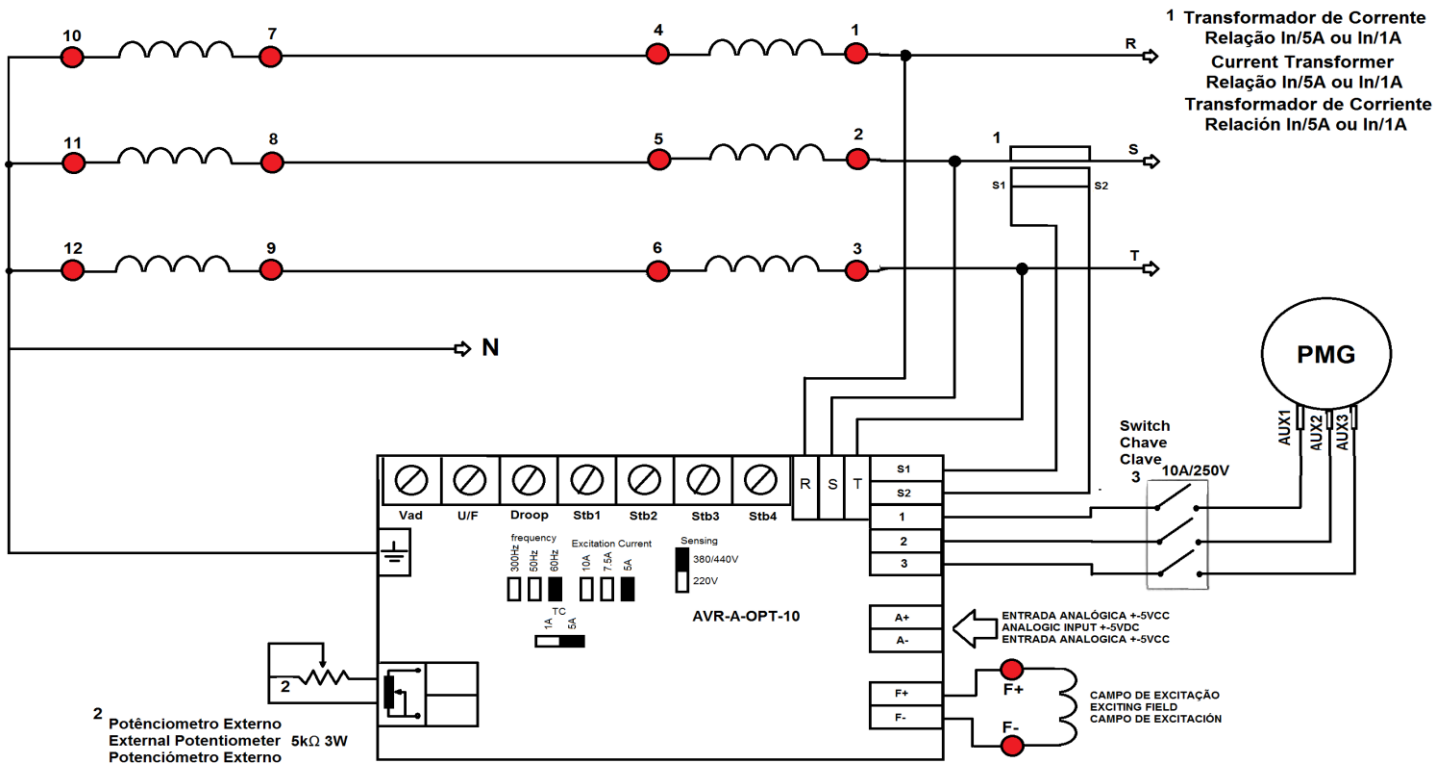 1 Transformador de Corrente
Relação In/5A ou In/1A
Current Transformer
Relação In/5A ou In/1A
Transformador de Corriente
Relación In/5A ou In/1A
10
7
4
1
R
11
8
5
2
1
S
S1
S2
12
9
6
3
T
N
PMG
AUX1
AUX2
AUX3
Switch
Chave
Clave
3
10A/250V
R
S
T
S1
S2
1
2
3
Vad
U/F
Droop
Stb1
Stb2
Stb3
Stb4
frequency
300Hz
50Hz
60Hz
Excitation Current
10A
7.5A
5A
Sensing
380/440V
220V
TC
1A
5A
AVR-A-OPT-10
A+
A-
ENTRADA ANALÓGICA +-5VCC
ANALOGIC INPUT +-5VDC
ENTRADA ANALOGICA +-5VCC
F+
F-
F+
F-
CAMPO DE EXCITAÇÃO
EXCITING FIELD
CAMPO DE EXCITACIÓN
2
2 Potênciometro Externo
External Potentiometer 5kΩ 3W
Potenciómetro Externo